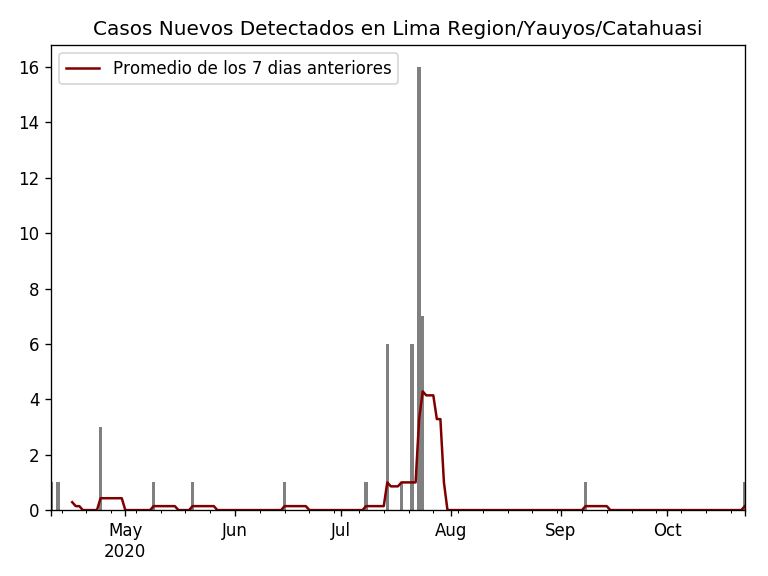 Casos Nuevos Detectados en Lima Region/Yauyos/Catahuasi
Promedio de los 7 dias anteriores
16
14
12
10
8
6
4
2
0
May
2020
Jun
Jul
Aug
Sep
Oct